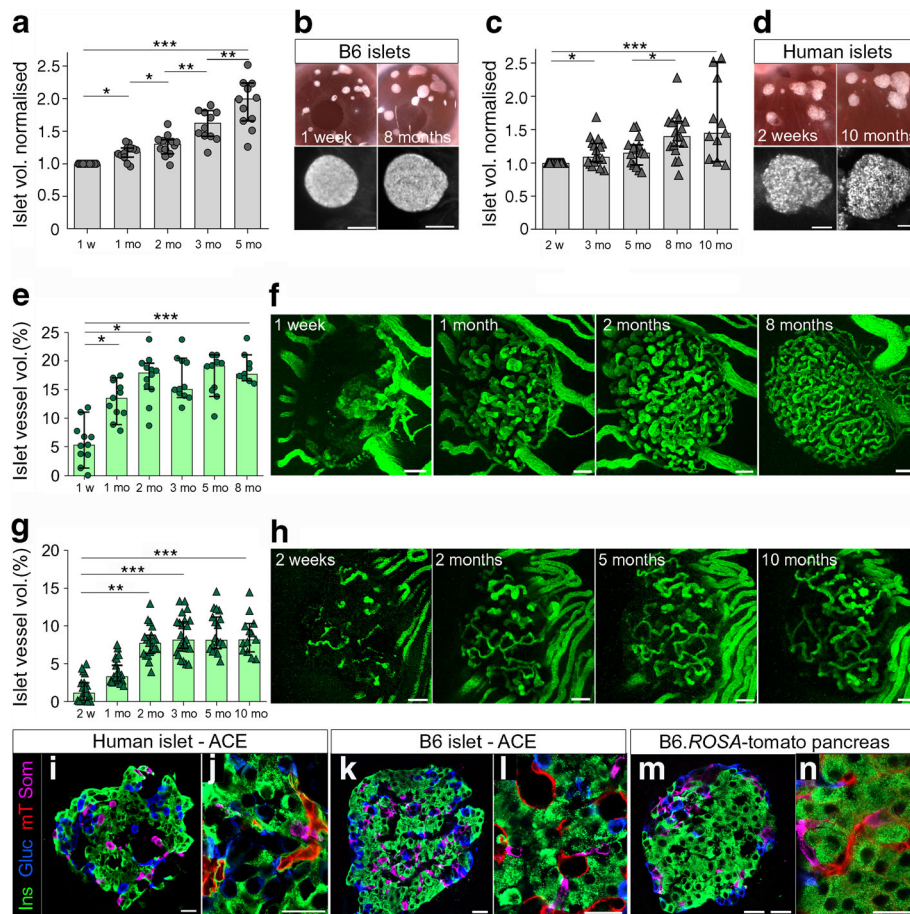 a
Islet vol. normalised
2.5
2.0
1.5
1.0
0.5
***
**
**
*
*
1 w
1 mo
2 mo
3 mo
5 mo
b
B6 islets
1 week
8 months
c
Islet vol. normalised
2.5
2.0
1.5
1.0
0.5
***
*
*
2 w
3 mo
5 mo
8 mo
10 mo
d
Human islets
2 weeks
10 months
e
Islet vessel vol.(%)
25
20
15
10
5
0
***
*
*
1 w
1 mo
2 mo
3 mo
5 mo
8 mo
f
1 week
1 month
2 months
8 months
g
Islet vessel vol.(%)
20
15
10
5
0
***
***
**
2 w
1 mo
2 mo
3 mo
5 mo
10 mo
h
2 weeks
2 months
5 months
10 months
Human islet - ACE
B6 islet - ACE
B6.ROSA-tomato pancreas
Ins Gluc mT Som
i
j
k
l
m
n